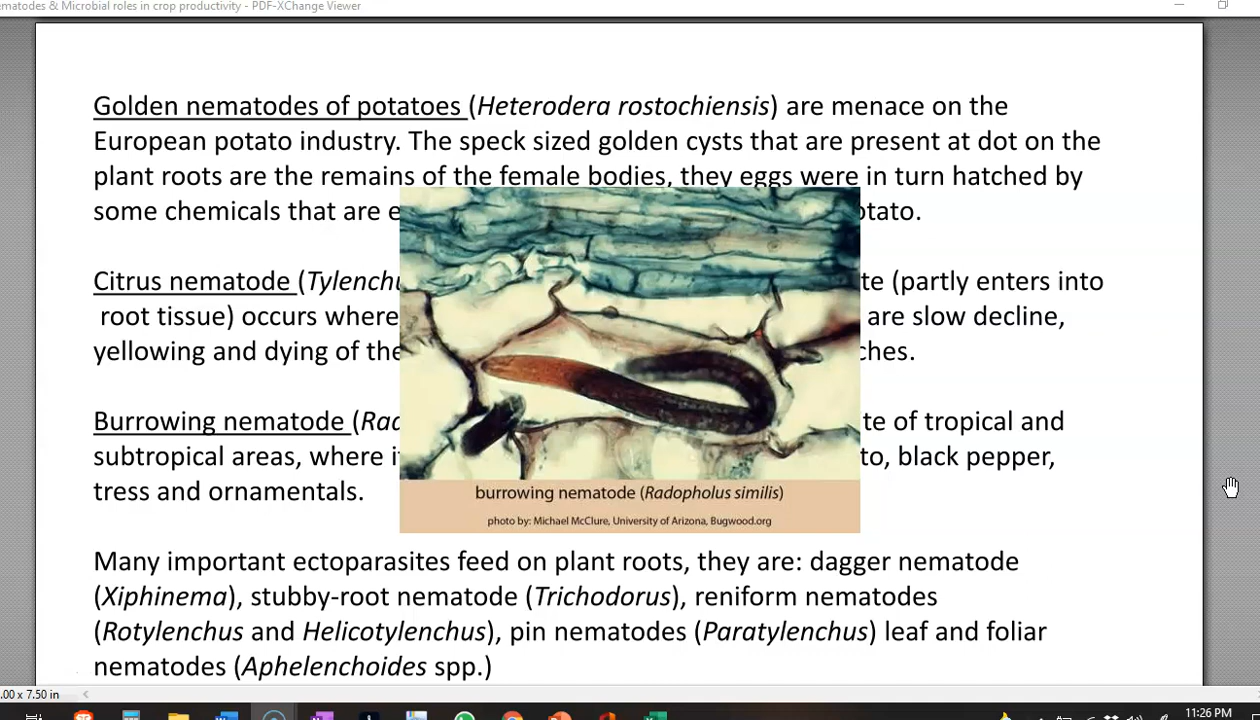 ematodes & Microbial roles in crop productivity - PDF-XChange Viewer
Golden nematodes of potatoes (Heterodera rostochiensis) are menace on the
European potato industry. The speck sized golden cysts that are present at dot on the
plant roots are the remains of the female bodies, they eggs were in turn hatched by
some chemicals that are e otato.
Citrus nematode (Tylenchu te (partly enters into
root tissue) occurs where are slow decline,
yellowing and dying of the ches.
Burrowing nematode (Rad te of tropical and
subtropical areas, where i to, black pepper,
tress and ornamentals.
burrowing nematode (Radopholus similis)
photo by: Michael McClure, University of Arizona, Bugwood.org
Many important ectoparasites feed on plant roots, they are: dagger nematode
(Xiphinema), stubby-root nematode (Trichodorus), reniform nematodes
(Rotylenchus and Helicotylenchus), pin nematodes (Paratylenchus) leaf and foliar
nematodes (Aphelenchoides spp.)
.00 x 7.50 in
11:26 PM